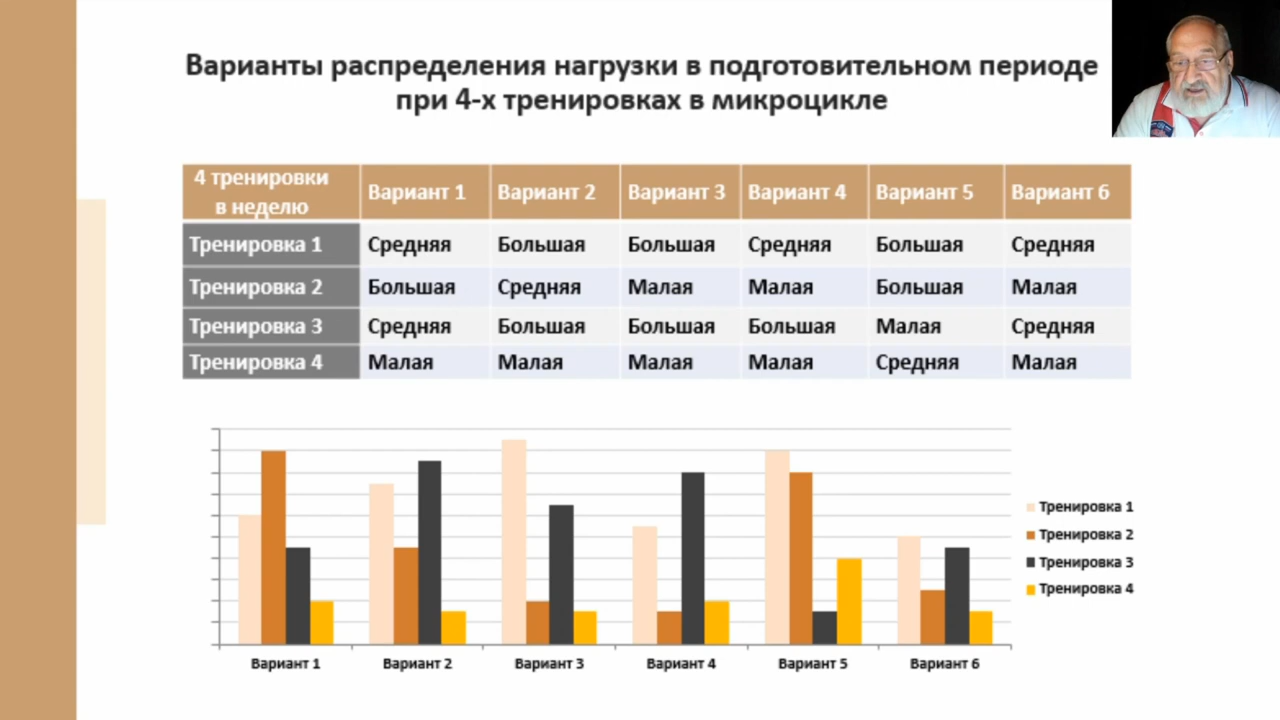 Варианты распределения нагрузки в подготовительном периоде
при 4-х тренировках в микроцикле
4 тренировки
в неделю
Вариант 1 Вариант 2 Вариант 3 Вариант 4 Вариант 5 Вариант 6
Тренировка 1 Средняя Большая Большая Средняя Большая Средняя
Тренировка 2 Большая Средняя Малая Малая Большая Малая
Тренировка 3 Средняя Большая Большая Большая Малая Средняя
Тренировка 4 Малая Малая Малая Малая Средняя Малая
Тренировка 1
Тренировка 2
Тренировка 3
Тренировка 4
Вариант 1 Вариант 2 Вариант 3 Вариант 4 Вариант 5 Вариант 6